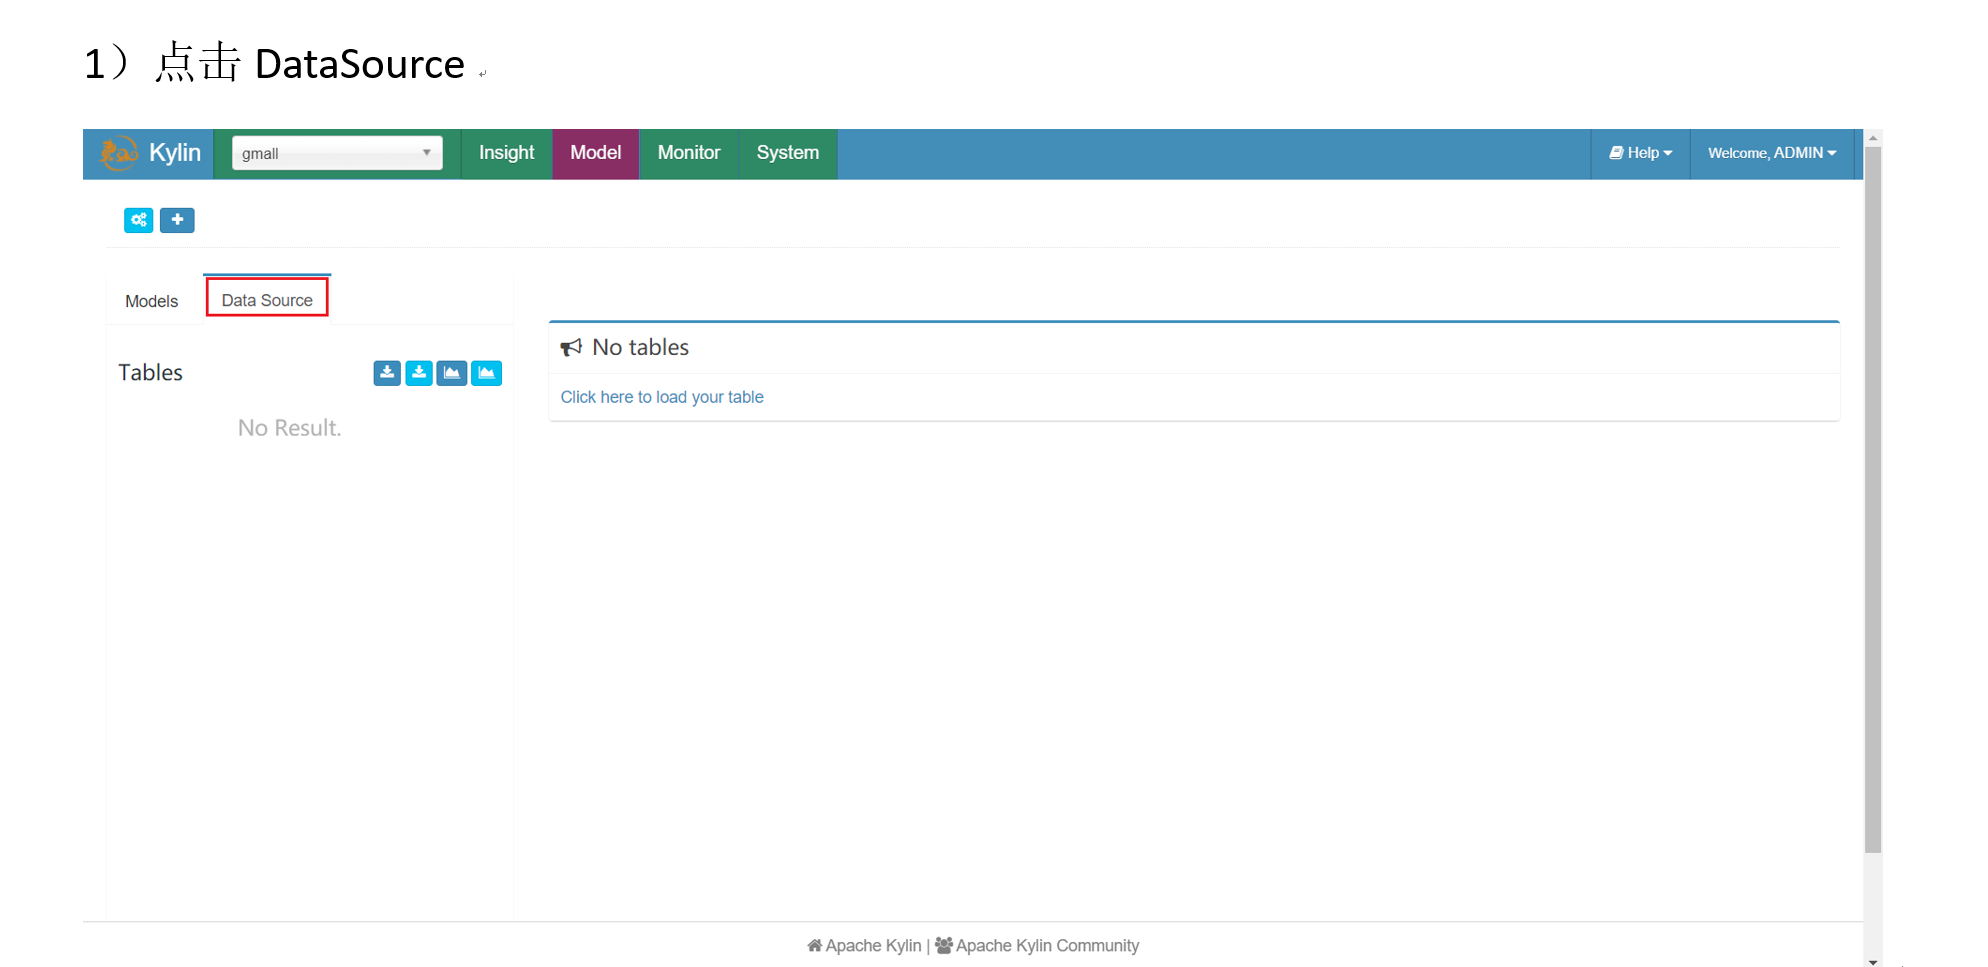 1）点击 DataSource
Kylin gmall Insight Model Monitor System Help Welcome, ADMIN
Models Data Source
No tables
Tables
Click here to load your table
No Result.
Apache Kylin | Apache Kylin Community